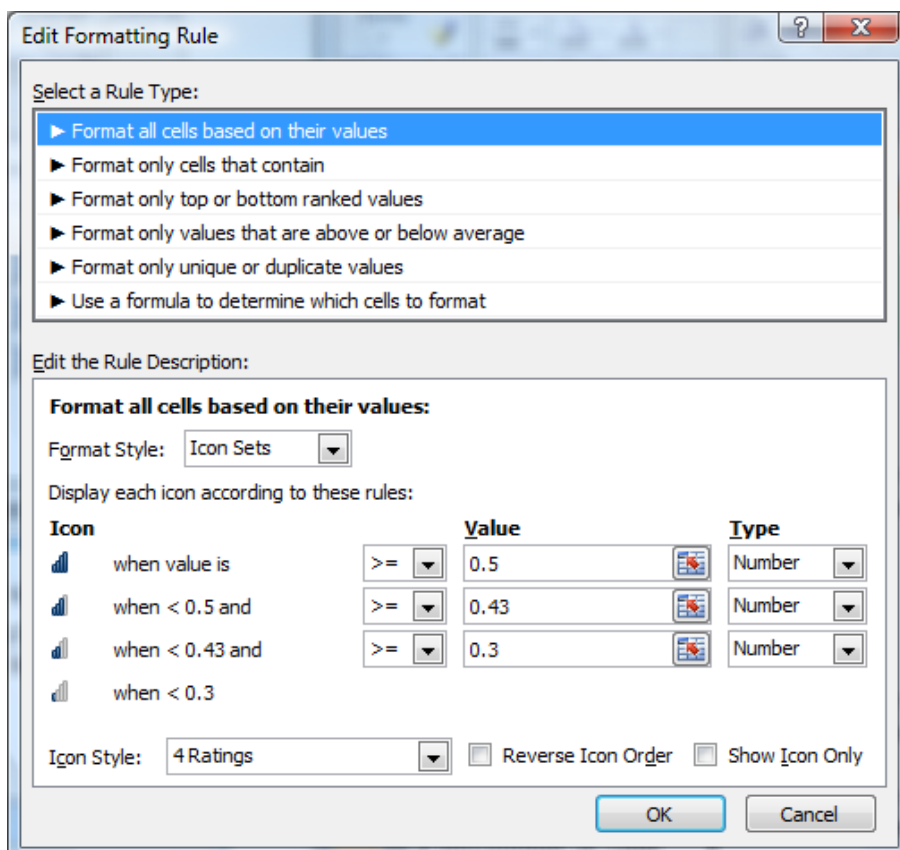 Edit Formatting Rule
? X
Select a Rule Type:
► Format all cells based on their values
► Format only cells that contain
► Format only top or bottom ranked values
► Format only values that are above or below average
► Format only unique or duplicate values
► Use a formula to determine which cells to format
Edit the Rule Description:
Format all cells based on their values:
Format Style: Icon Sets
Display each icon according to these rules:
Icon Value Type
when value is >= 0.5 Number
when < 0.5 and >= 0.43 Number
when < 0.43 and >= 0.3 Number
when < 0.3
Icon Style: 4 Ratings Reverse Icon Order Show Icon Only
OK Cancel